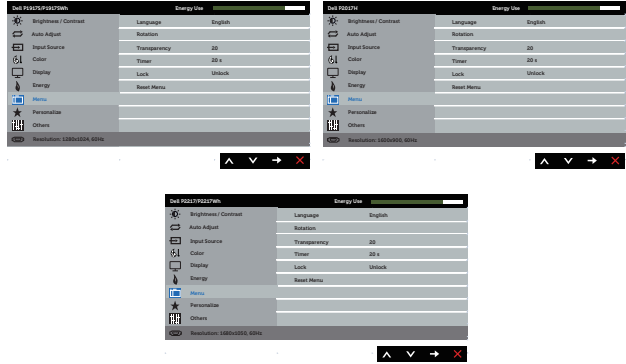 Dell P1917S/P1917SWh Energy Use
Brightness / Contrast Language English
Auto Adjust Rotation
Input Source Transparency 20
Color Timer 20 s
Display Lock Unlock
Energy Reset Menu
Menu
Personalize
Others
Resolution: 1280x1024, 60Hz
Dell P2017H Energy Use
Brightness / Contrast Language English
Auto Adjust Rotation
Input Source Transparency 20
Color Timer 20 s
Display Lock Unlock
Energy Reset Menu
Menu
Personalize
Others
Resolution: 1600x900, 60Hz
Dell P2217/P2217Wh Energy Use
Brightness / Contrast Language English
Auto Adjust Rotation
Input Source Transparency 20
Color Timer 20 s
Display Lock Unlock
Energy Reset Menu
Menu
Personalize
Others
Resolution: 1680x1050, 60Hz